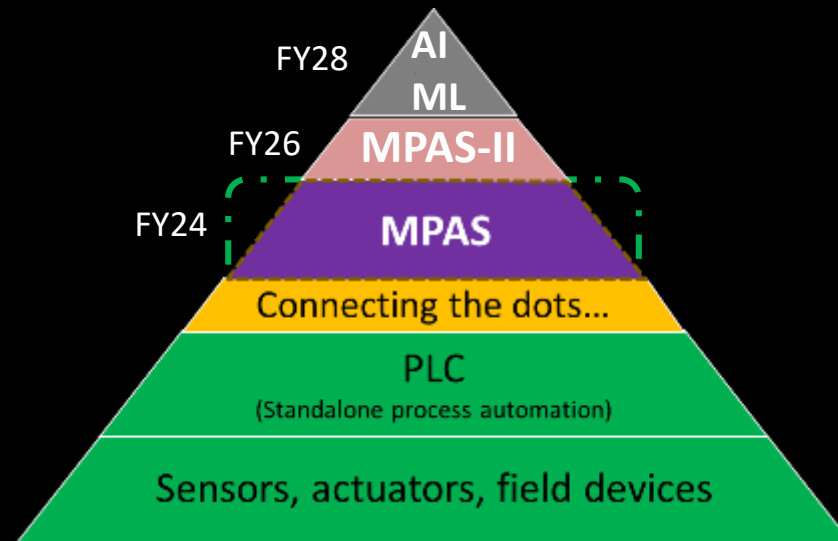 FY28
AI
ML
FY26
MPAS-II
FY24
MPAS
Connecting the dots...
PLC
(Standalone process automation)
Sensors, actuators, field devices